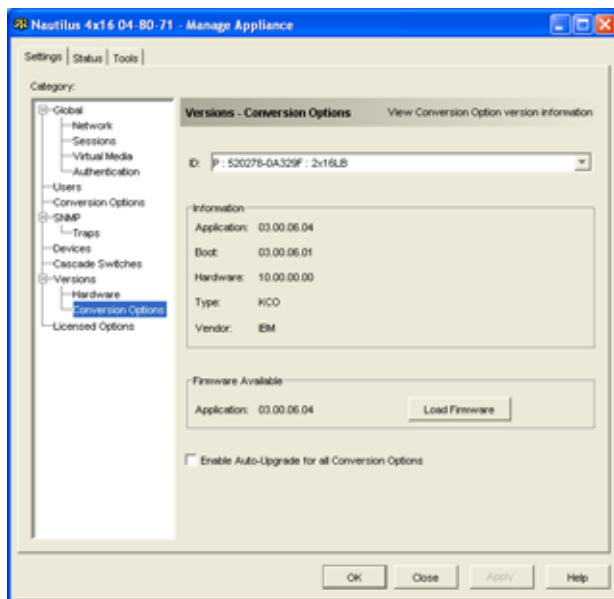 Nautilus 4x16 04-80-71 - Manage Appliance
Settings Status Tools
Category:
Global
Network
Sessions
Virtual Media
Authentication
Users
Conversion Options
SNMP
Traps
Devices
Cascade Switches
Versions
Hardware
Conversion Options
Licensed Options
Versions - Conversion Options View Conversion Option version information
ID: P : 520278-0A329F : 2x16LB
Information
Application: 03.00.06.04
Boot: 03.00.06.01
Hardware: 10.00.00.00
Type: KCO
Vendor: IBM
Firmware Available
Application: 03.00.06.04 Load Firmware
Enable Auto-Upgrade for all Conversion Options
OK Close Apply Help